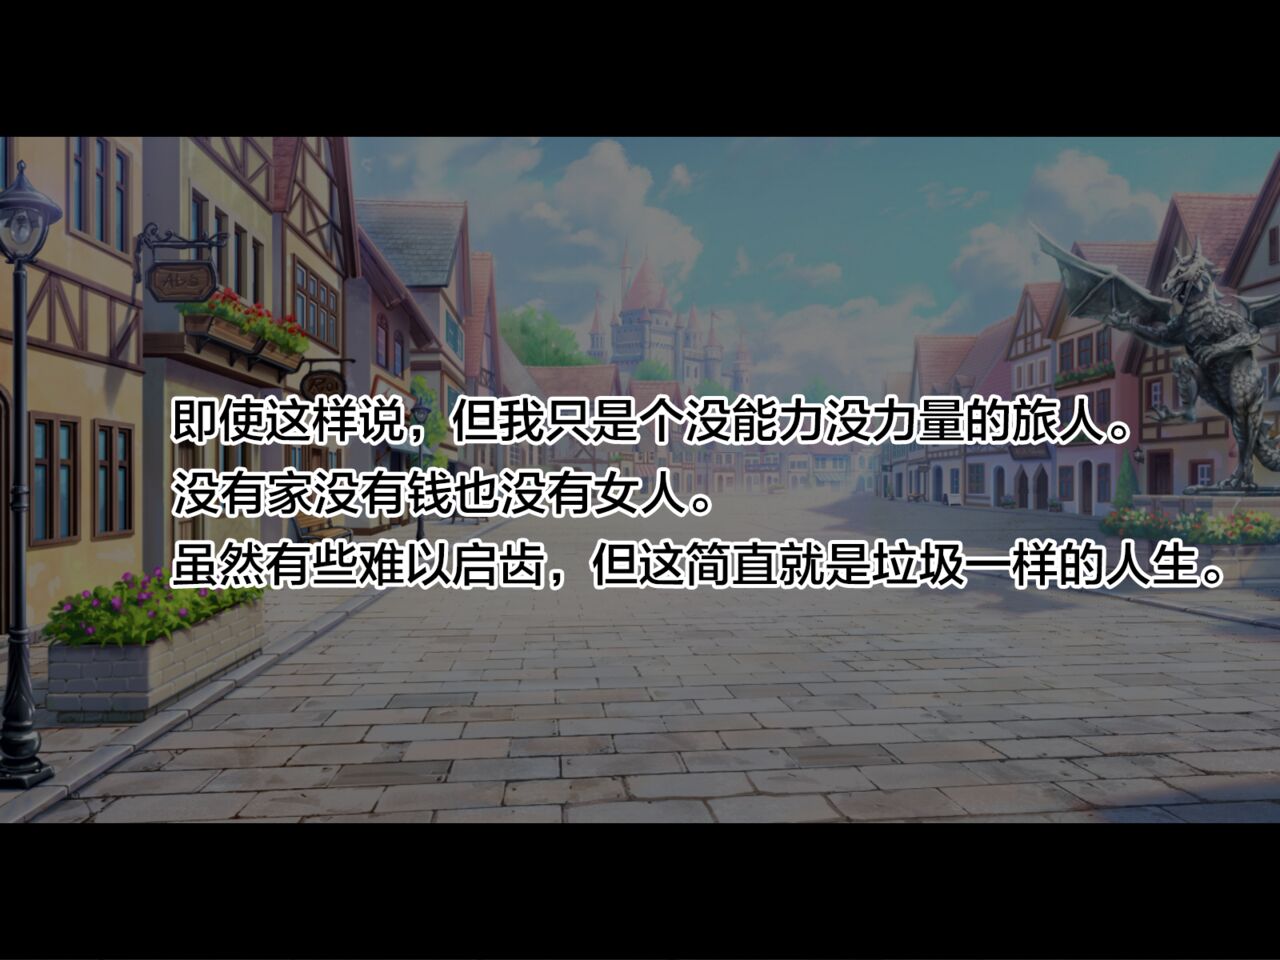 即使这样说，但我只是个没能力没力量的旅人。
没有家没有钱也没有女人。
虽然有些难以启齿，但这简直就是垃圾一样的人生。